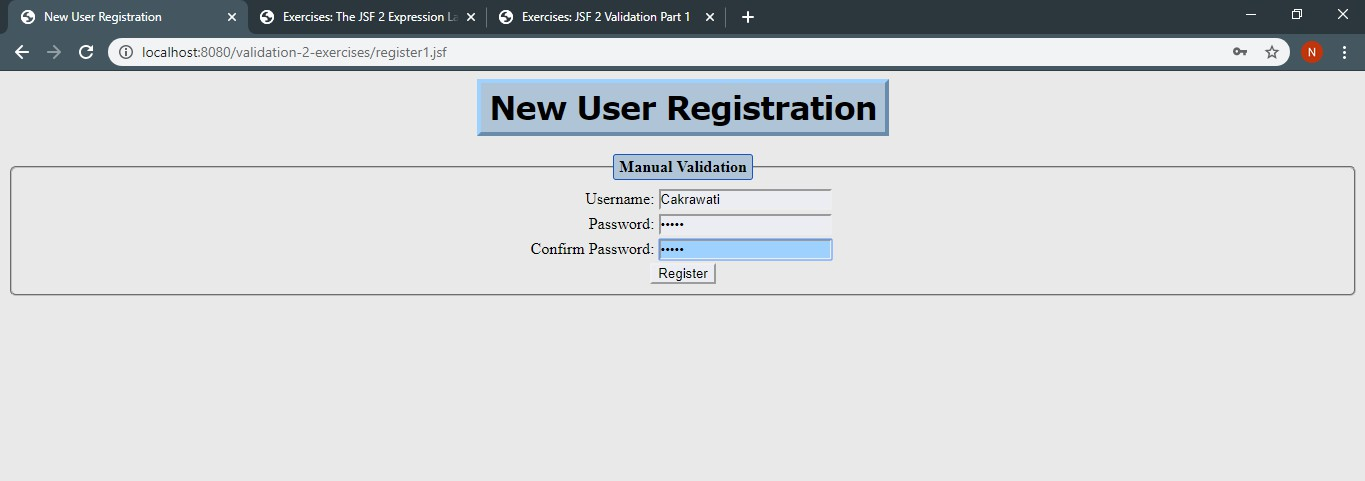 New User Registration
Exercises: The JSF 2 Expression La
Exercises: JSF 2 Validation Part 1
localhost:8080/validation-2-exercises/register1.jsf
N
New User Registration
Manual Validation
Username: Cakrawati
Password: •••••
Confirm Password: •••••
Register